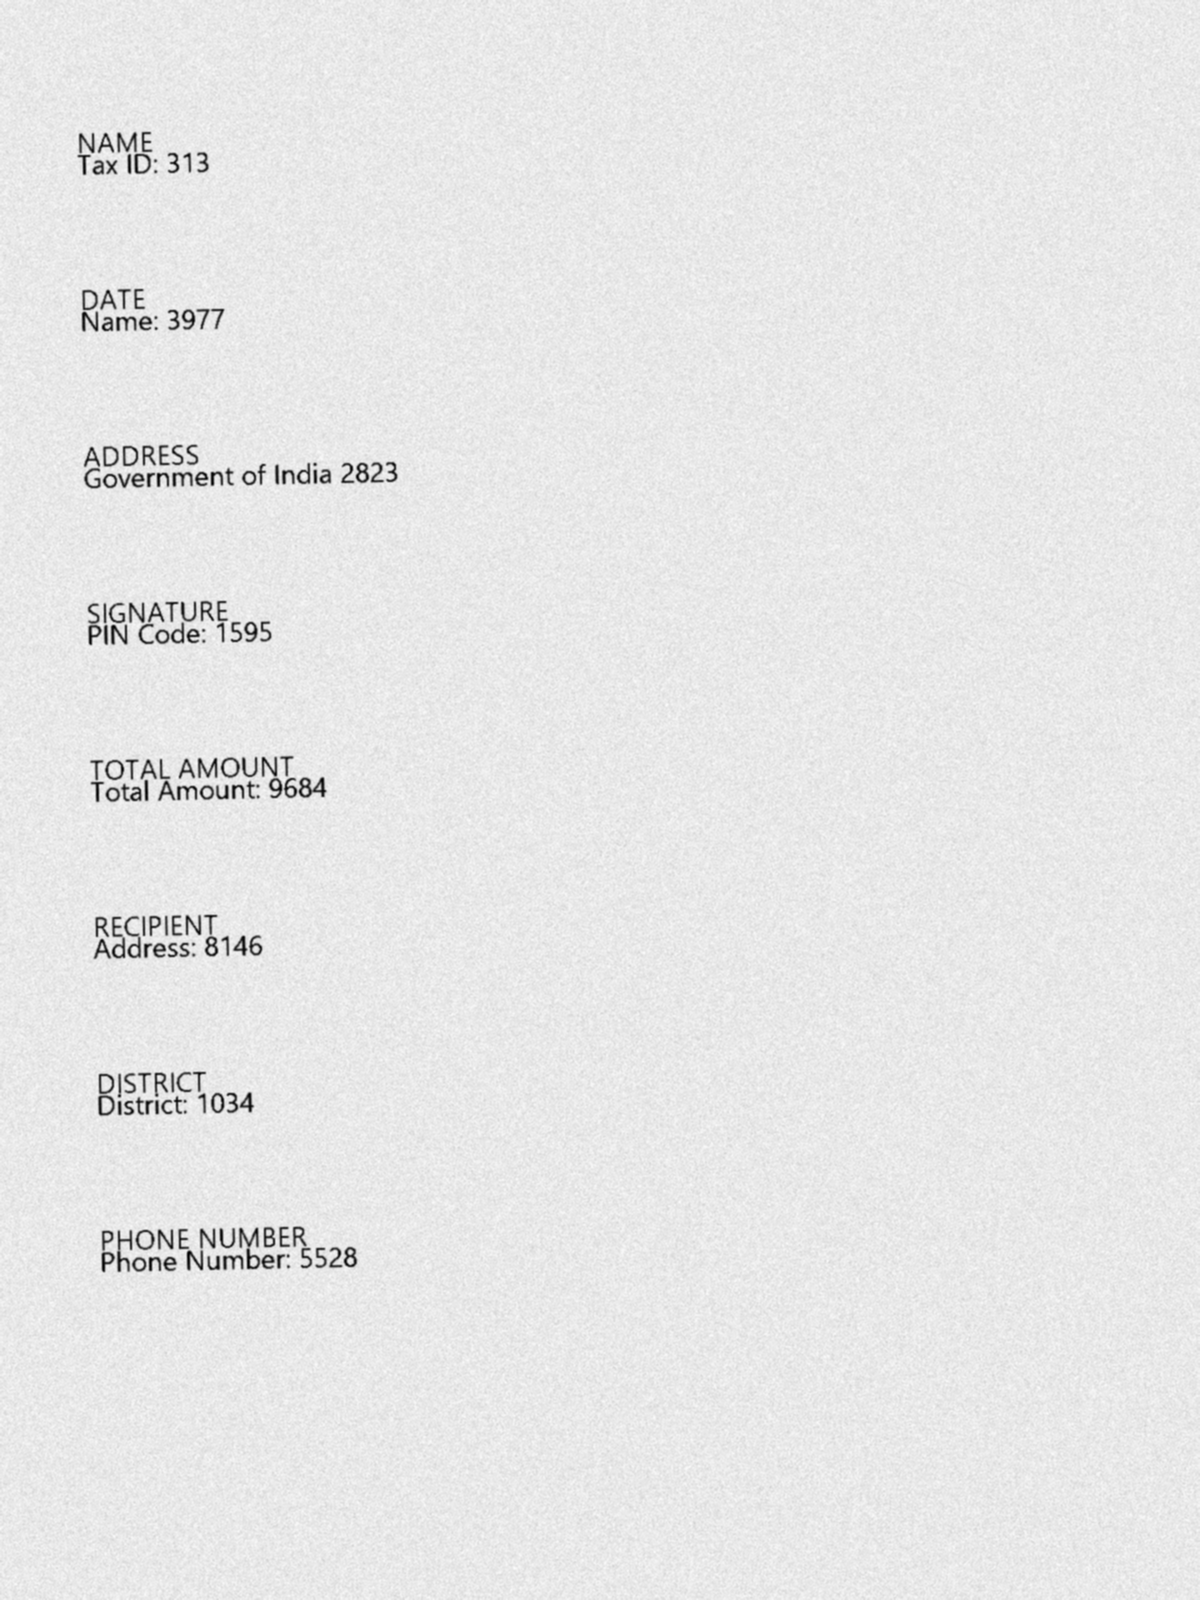 NAME
Tax ID: 313
DATE
Name: 3977
ADDRESS
Government of India 2823
SIGNATURE
PIN Code: 1595
TOTAL AMOUNT
Total Amount: 9684
RECIPIENT
Address: 8146
DISTRICT
District: 1034
PHONE NUMBER
Phone Number: 5528